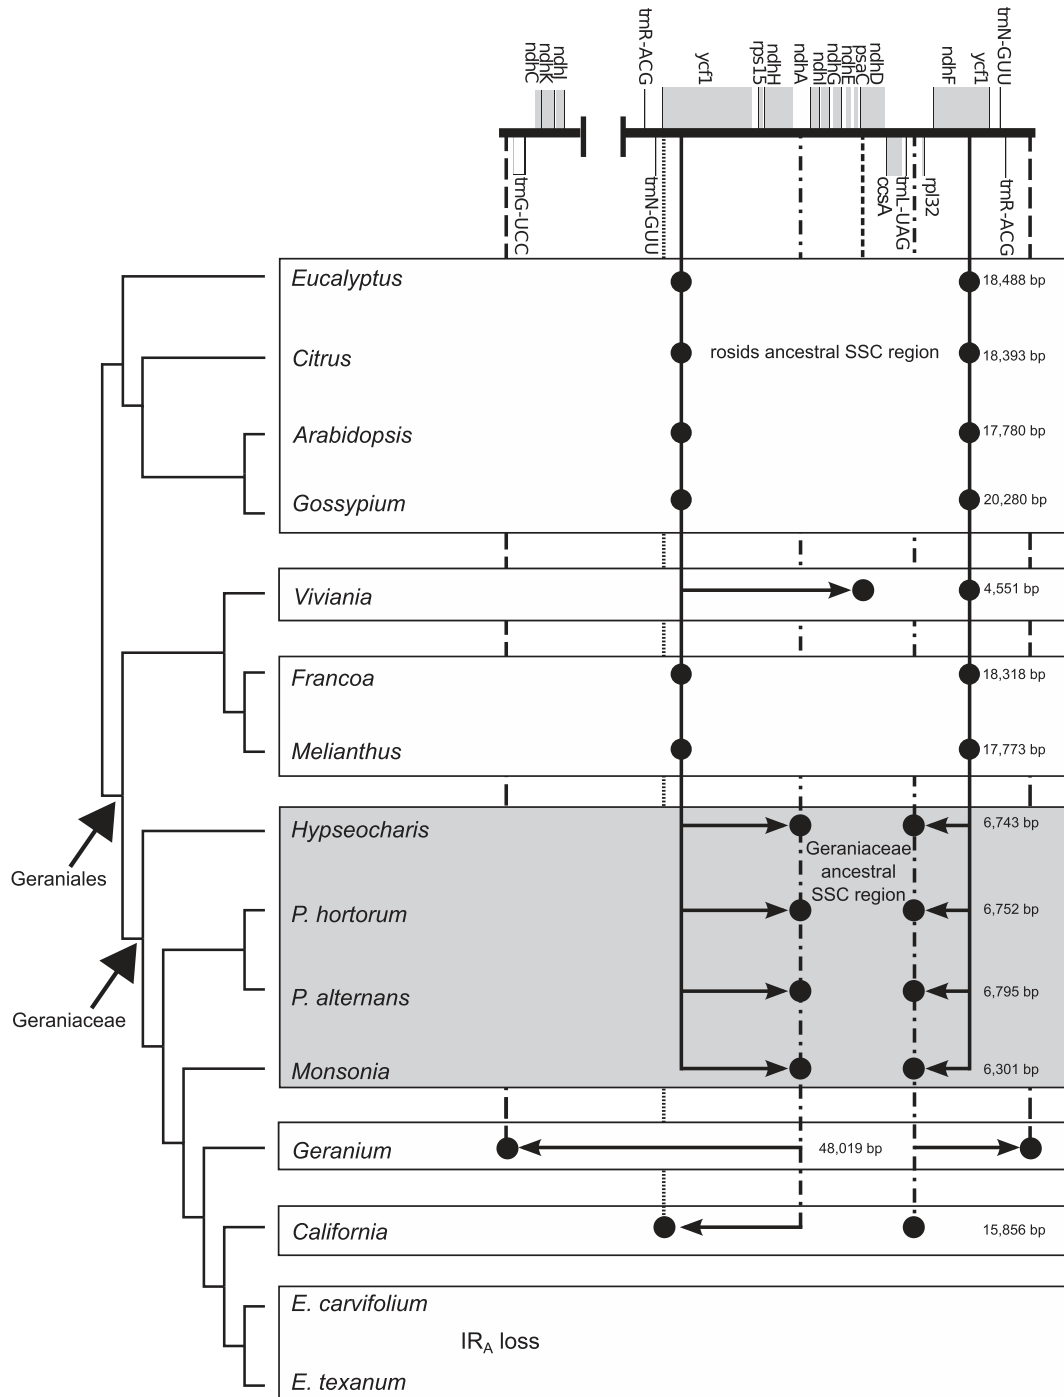 ndhC
ndhK
ndhJ
trnR-ACG
ycf1
rps15
ndhH
ndhA
ndhI
ndhG
ndhE
psaC
ndhD
ndhF
ycf1
trnN-GUU
trnG-UCC
trnN-GUU
ccsA
trnL-UAG
rpl32
trnR-ACG
Eucalyptus
18,488 bp
Citrus
rosids ancestral SSC region
18,393 bp
Arabidopsis
17,780 bp
Gossypium
20,280 bp
Viviania
4,551 bp
Francoa
18,318 bp
Melianthus
17,773 bp
Hypseocharis
6,743 bp
Geraniaceae
ancestral
SSC region
Geraniales
P. hortorum
6,752 bp
P. alternans
6,795 bp
Geraniaceae
Monsonia
6,301 bp
Geranium
48,019 bp
California
15,856 bp
E. carvifolium
IRA loss
E. texanum